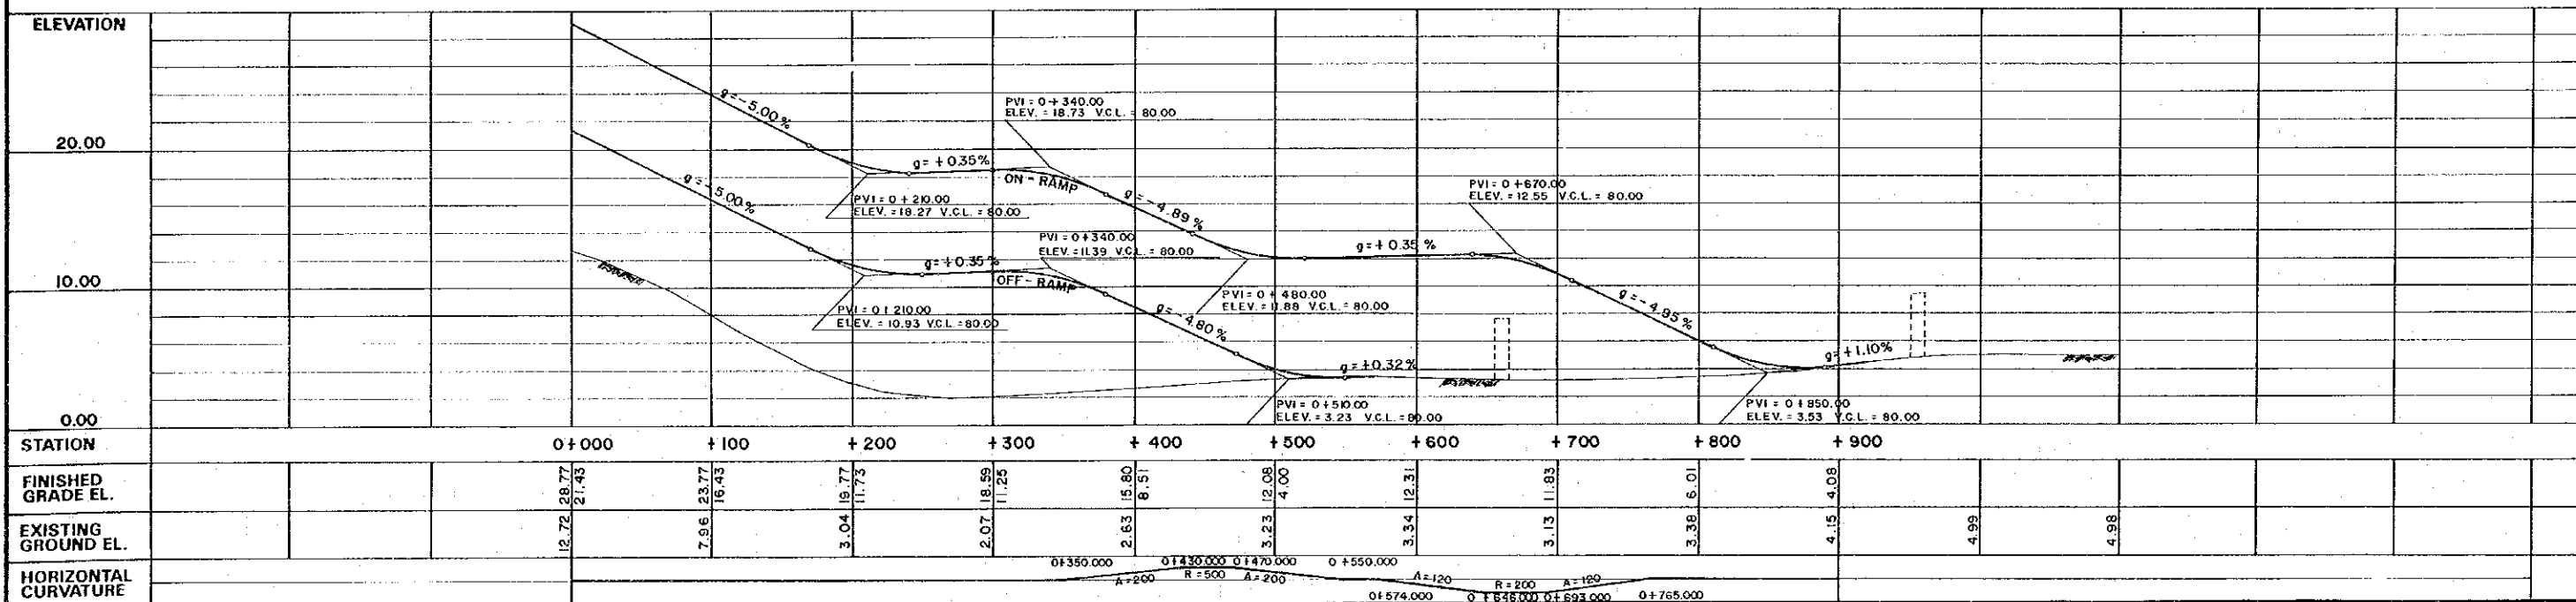 ELEVATION
20.00
10.00
0.00
g=-5.00%
g=-5.00%
PVI = 0+340.00
ELEV. = 18.73 V.C.L. = 80.00
g=+0.35%
ON-RAMP
PVI = 0+210.00
ELEV. = 18.27 V.C.L. = 80.00
g=-4.89%
PVI = 0+670.00
ELEV. = 12.55 V.C.L. = 80.00
PVI = 0+340.00
ELEV. = 11.39 V.C.L. = 80.00
g=+0.35%
g=+0.35%
OFF-RAMP
PVI = 0+210.00
ELEV. = 10.93 V.C.L. = 80.00
PVI = 0+480.00
ELEV. = 11.88 V.C.L. = 80.00
g=-4.80%
g=-4.95%
g=+0.32%
g=+1.10%
PVI = 0+510.00
ELEV. = 3.23 V.C.L. = 80.00
PVI = 0+850.00
ELEV. = 3.53 V.C.L. = 80.00
STATION 0+000 +100 +200 +300 +400 +500 +600 +700 +800 +900
FINISHED
GRADE EL.
28.77 23.77 19.77 18.59 15.80 12.08 12.31 11.83 6.01 4.08
21.43 16.43 11.73 11.25 8.51 4.00
EXISTING
GROUND EL.
12.72 7.96 3.04 2.07 2.63 3.23 3.34 3.13 3.38 4.15 4.99 4.98
HORIZONTAL
CURVATURE
0+350.000 0+430.000 0+470.000 0+550.000
A=200 R=500 A=200 A=120 R=200 A=120
0+574.000 0+646.000 0+693.000 0+765.000